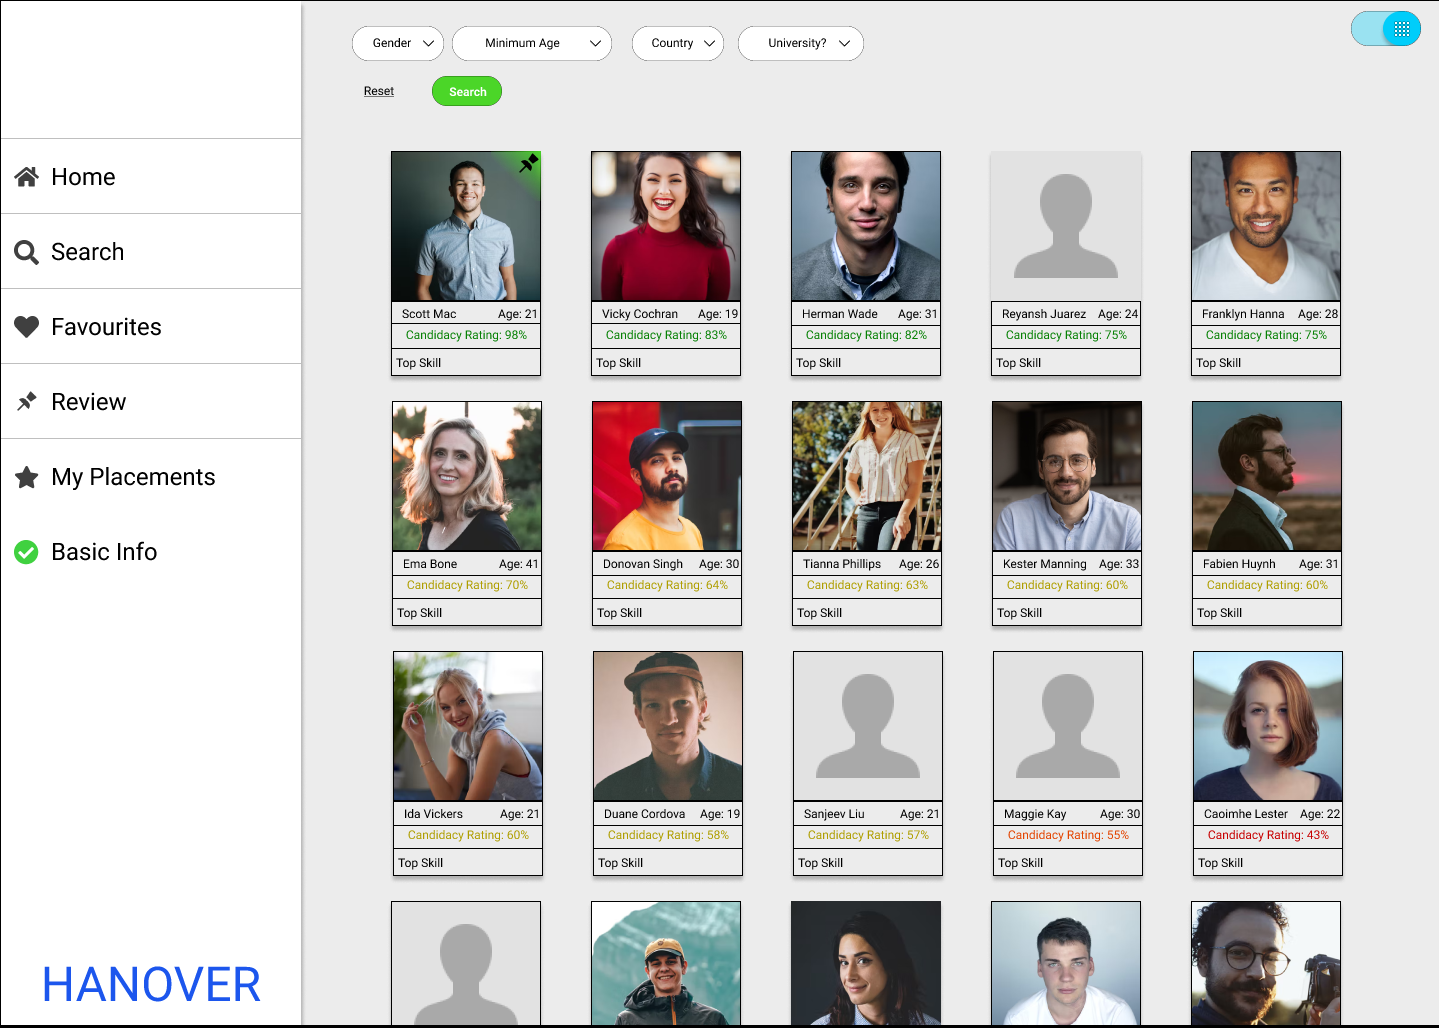 Gender
Minimum Age
Country
University?
Reset
Search
Home
Search
Favourites
Review
My Placements
Basic Info
HANOVER
Scott Mac Age: 21
Candidacy Rating: 98%
Top Skill
Vicky Cochran Age: 19
Candidacy Rating: 83%
Top Skill
Herman Wade Age: 31
Candidacy Rating: 82%
Top Skill
Reyansh Juarez Age: 24
Candidacy Rating: 75%
Top Skill
Franklyn Hanna Age: 28
Candidacy Rating: 75%
Top Skill
Ema Bone Age: 41
Candidacy Rating: 70%
Top Skill
Donovan Singh Age: 30
Candidacy Rating: 64%
Top Skill
Tianna Phillips Age: 26
Candidacy Rating: 63%
Top Skill
Kester Manning Age: 33
Candidacy Rating: 60%
Top Skill
Fabien Huynh Age: 31
Candidacy Rating: 60%
Top Skill
Ida Vickers Age: 21
Candidacy Rating: 60%
Top Skill
Duane Cordova Age: 19
Candidacy Rating: 58%
Top Skill
Sanjeev Liu Age: 21
Candidacy Rating: 57%
Top Skill
Maggie Kay Age: 30
Candidacy Rating: 55%
Top Skill
Caoimhe Lester Age: 22
Candidacy Rating: 43%
Top Skill